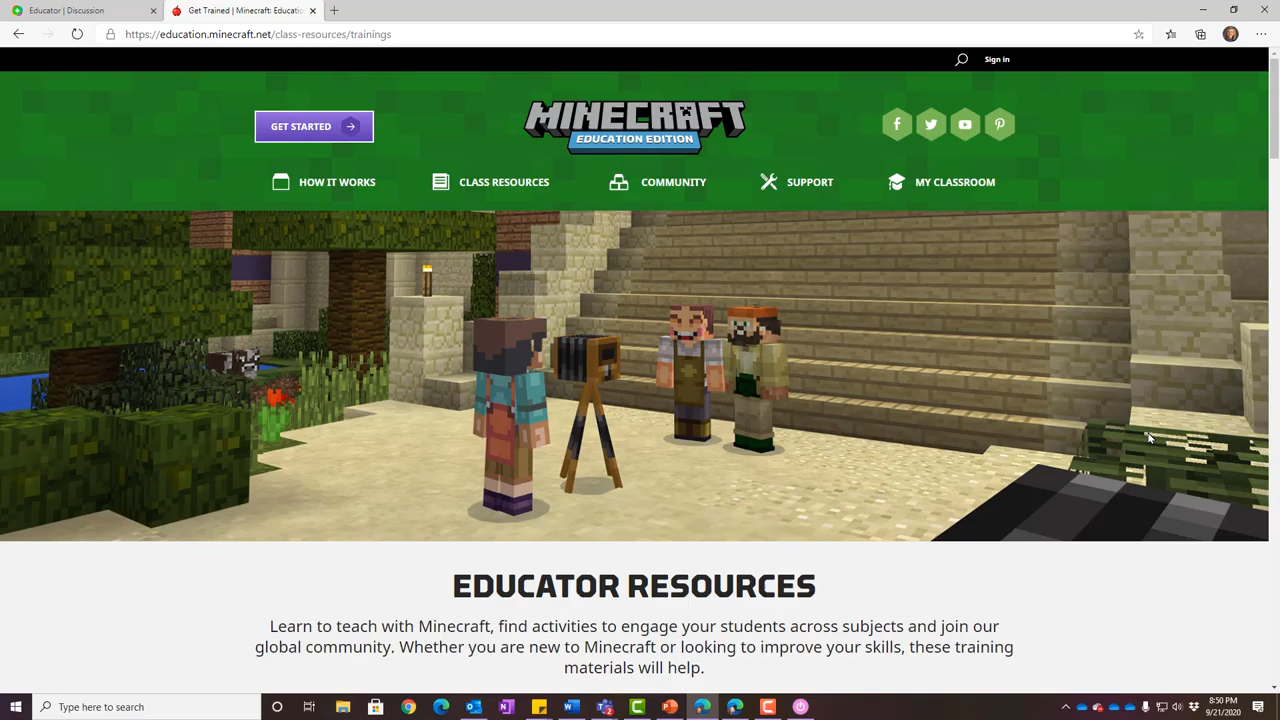 Educator | Discussion
Get Trained | Minecraft: Educatio
https://education.minecraft.net/class-resources/trainings
Sign in
GET STARTED
MINECRAFT
EDUCATION EDITION
HOW IT WORKS
CLASS RESOURCES
COMMUNITY
SUPPORT
MY CLASSROOM
EDUCATOR RESOURCES
Learn to teach with Minecraft, find activities to engage your students across subjects and join our
global community. Whether you are new to Minecraft or looking to improve your skills, these training
materials will help.
Type here to search
8:50 PM
9/21/2020